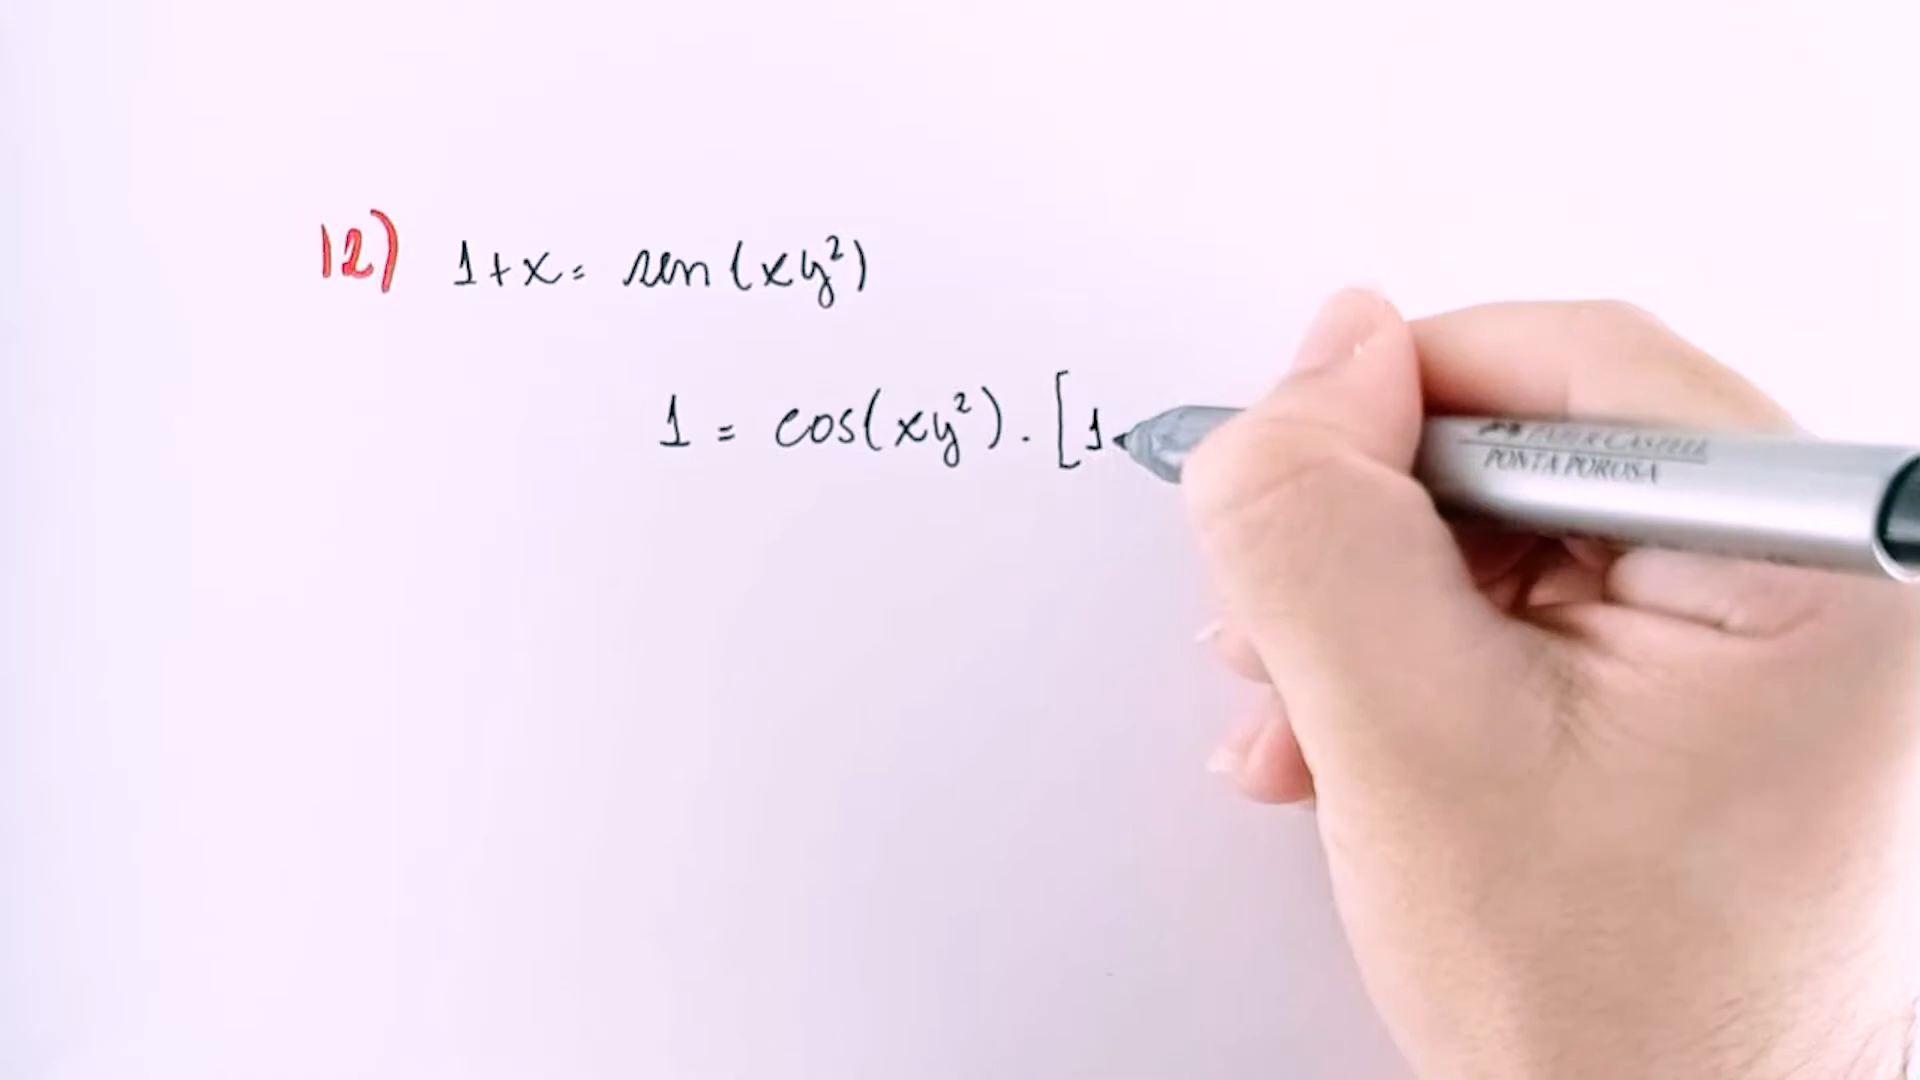 12) 1+x = sen(xy²)
1 = cos(xy²) · [1
FABER CASTELL
PONTA POROSA